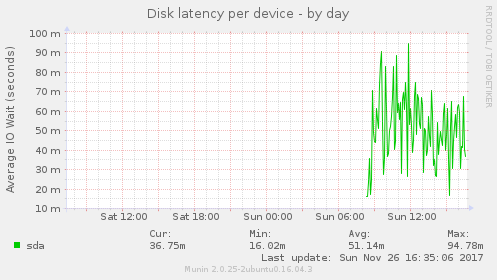 Disk latency per device - by day
RRDTOOL / TOBI OETIKER
Average IO Wait (seconds)
100 m
90 m
80 m
70 m
60 m
50 m
40 m
30 m
20 m
10 m
Sat 12:00 Sat 18:00 Sun 00:00 Sun 06:00 Sun 12:00
Cur: Min: Avg: Max:
sda 36.75m 16.02m 51.14m 94.78m
Last update: Sun Nov 26 16:35:06 2017
Munin 2.0.25-2ubuntu0.16.04.3